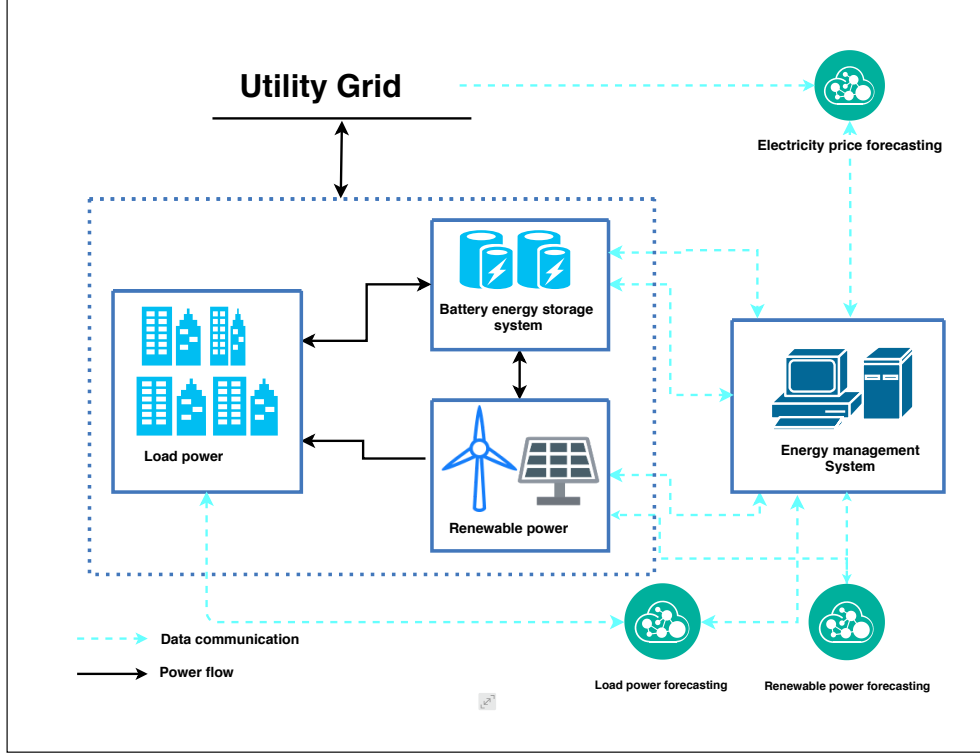 Utility Grid
Electricity price forecasting
Battery energy storage
system
Load power
Energy management
System
Renewable power
Data communication
Power flow
Load power forecasting
Renewable power forecasting